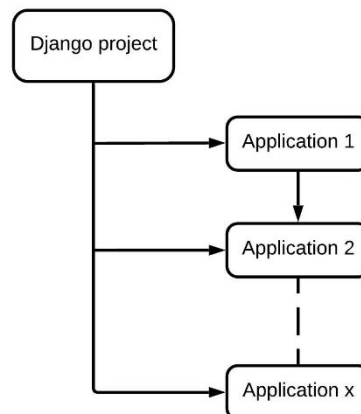 Django project
Application 1
Application 2
Application x